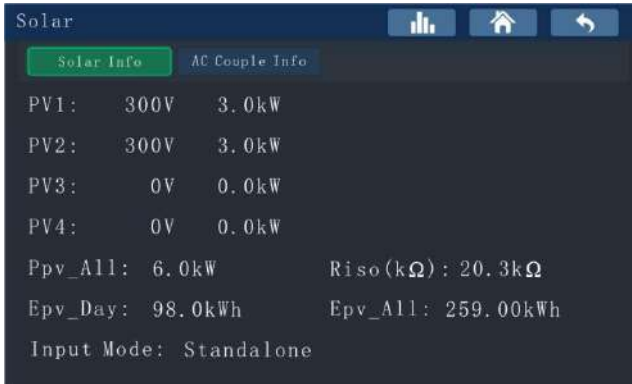 Solar
Solar Info AC Couple Info
PV1: 300V 3.0kW
PV2: 300V 3.0kW
PV3: 0V 0.0kW
PV4: 0V 0.0kW
Ppv_All: 6.0kW Riso(kΩ): 20.3kΩ
Epv_Day: 98.0kWh Epv_All: 259.00kWh
Input Mode: Standalone